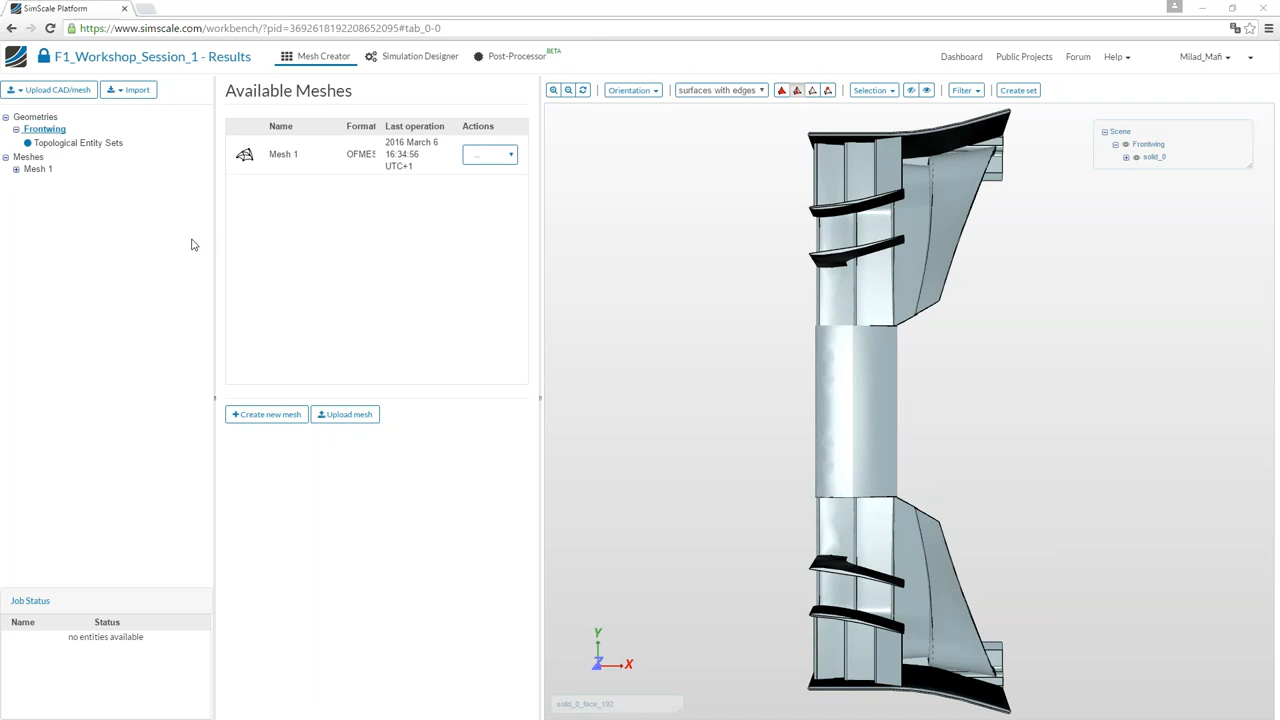 SimScale Platform
https://www.simscale.com/workbench/?pid=3692618192208652095#tab_0-0
F1_Workshop_Session_1 - Results
Mesh Creator
Simulation Designer
Post-Processor BETA
Dashboard
Public Projects
Forum
Help
Milad_Mafi
Upload CAD/mesh
Import
Geometries
Frontwing
Topological Entity Sets
Meshes
Mesh 1
Available Meshes
Name Format Last operation Actions
Mesh 1 OFMES 2016 March 6
16:34:56
UTC+1
...
Create new mesh
Upload mesh
Orientation
surfaces with edges
Selection
Filter
Create set
Scene
Frontwing
solid_0
Y
Z
X
solid_0_face_192
Job Status
Name Status
no entities available